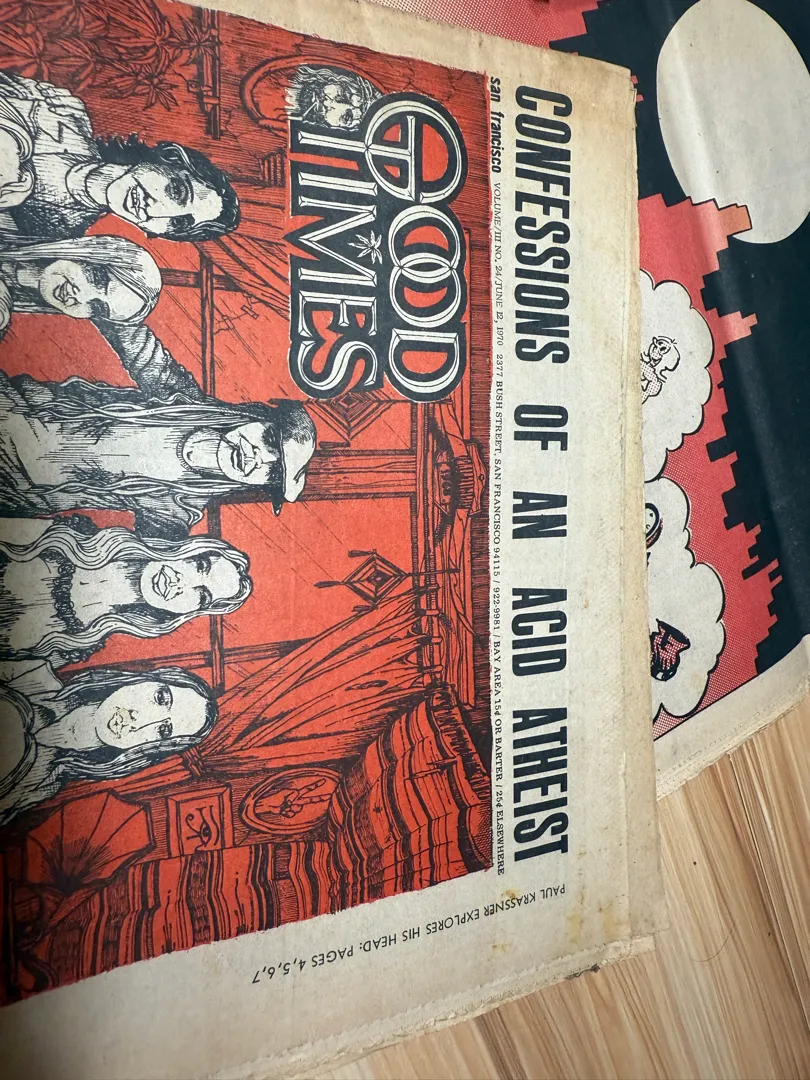 CONFESSIONS OF AN ACID ATHEIST
san francisco VOLUME/III NO. 24/JUNE 12, 1970 2377 BUSH STREET, SAN FRANCISCO 94115 / 922-9981 / BAY AREA 15¢ OR BARTER / 25¢ ELSEWHERE
GOOD
TIMES
PAUL KRASSNER EXPLORES HIS HEAD: PAGES 4,5,6,7